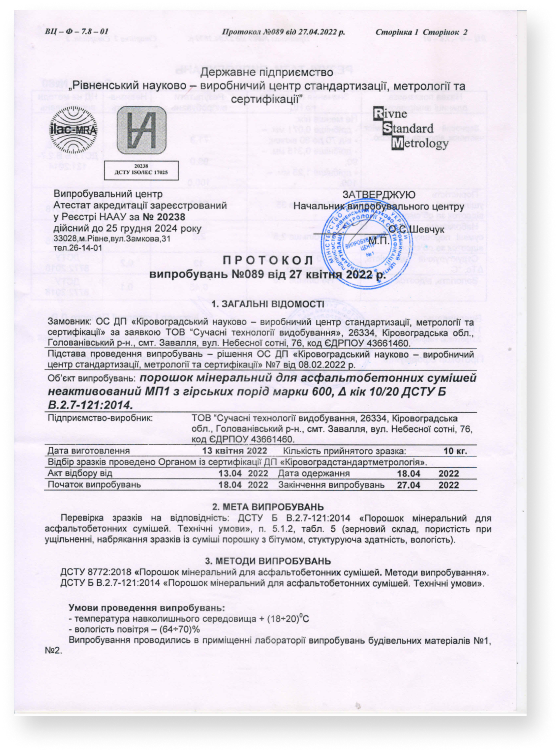 ВЦ – Ф – 7.8 – 01 Протокол №089 від 27.04.2022 р. Сторінка 1 Сторінок 2
Державне підприємство
„Рівненський науково – виробничий центр стандартизації, метрології та
сертифікації”
ilac-MRA
Rivne
Standard
Metrology
20238
ДСТУ ISO/IEC 17025
Випробувальний центр
Атестат акредитації зареєстрований
у Реєстрі НААУ за № 20238
дійсний до 25 грудня 2024 року
33028,м.Рівне,вул.Замкова,31
тел.26-14-01
ЗАТВЕРДЖУЮ
Начальник випробувального центру
О.С.Шевчук
М.П.
П Р О Т О К О Л
випробувань №089 від 27 квітня 2022 р.
1. ЗАГАЛЬНІ ВІДОМОСТІ
Замовник: ОС ДП «Кіровоградський науково – виробничий центр стандартизації, метрології та
сертифікації» за заявкою ТОВ “Сучасні технології видобування», 26334, Кіровоградська обл.,
Голованівський р-н., смт. Завалля, вул. Небесної сотні, 76, код ЄДРПОУ 43661460.
Підстава проведення випробувань – рішення ОС ДП «Кіровоградський науково – виробничий
центр стандартизації, метрології та сертифікації» №7 від 08.02.2022 р.
Об’єкт випробувань: порошок мінеральний для асфальтобетонних сумішей
неактивований МП1 з гірських порід марки 600, Δ кік 10/20 ДСТУ Б
В.2.7-121:2014.
Підприємство-виробник: ТОВ “Сучасні технології видобування, 26334, Кіровоградська
обл., Голованівський р-н., смт. Завалля, вул. Небесної сотні, 76,
код ЄДРПОУ 43661460.
Дата виготовлення 13 квітня 2022 Кількість прийнятого зразка: 10 кг.
Відбір зразків проведено Органом із сертифікації ДП «Кіровоградстандартметрологія».
Акт відбору від 13.04 2022 Дата одержання 18.04 2022
Початок випробувань 18.04 2022 Закінчення випробувань 27.04 2022
2. МЕТА ВИПРОБУВАНЬ
Перевірка зразків на відповідність: ДСТУ Б В.2.7-121:2014 «Порошок мінеральний для
асфальтобетонних сумішей. Технічні умови», п. 5.1.2, табл. 5 (зерновий склад, пористість при
ущільненні, набрякання зразків із суміші порошку з бітумом, стуктуруюча здатність, вологість).
3. МЕТОДИ ВИПРОБУВАНЬ
ДСТУ 8772:2018 «Порошок мінеральний для асфальтобетонних сумішей. Методи випробування».
ДСТУ Б В.2.7-121:2014 «Порошок мінеральний для асфальтобетонних сумішей. Технічні умови».
Умови проведення випробувань:
- температура навколишнього середовища + (18÷20)⁰С
- вологість повітря – (64÷70)%
Випробування проводились в приміщенні лабораторії випробувань будівельних матеріалів №1,
№2.